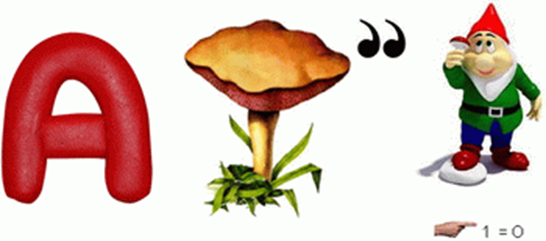 А ,,
1 = О